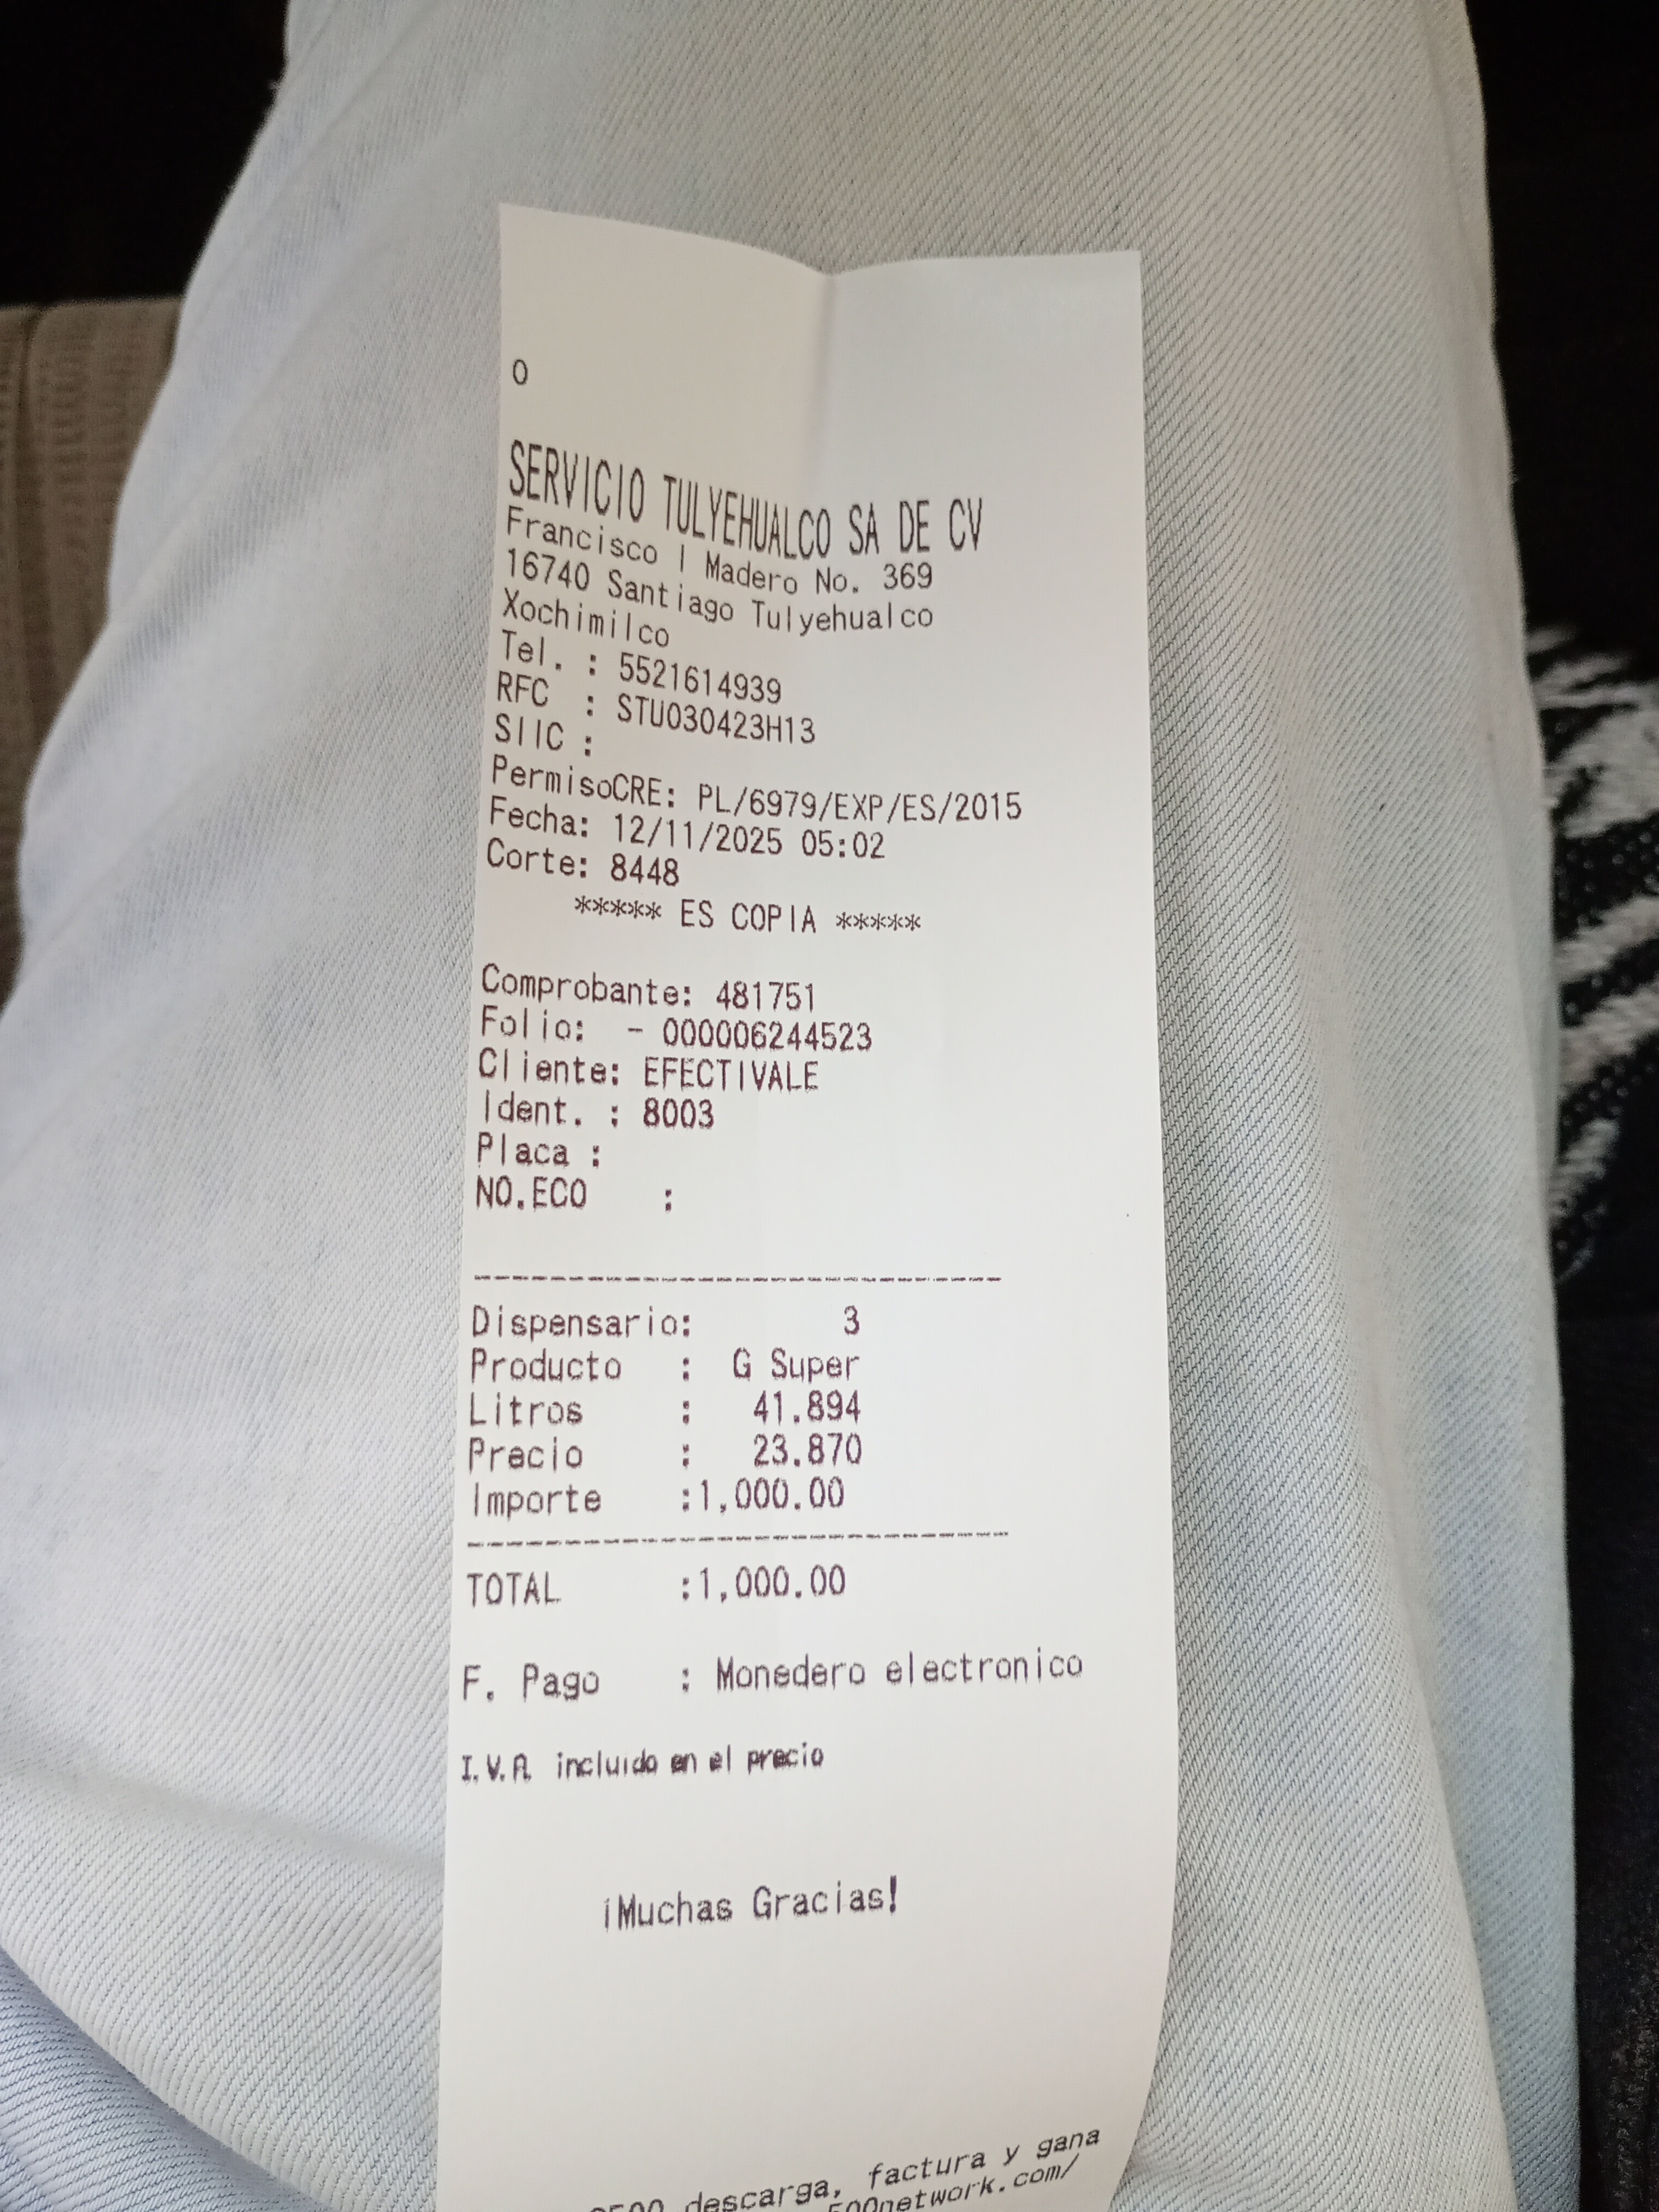 O
SERVICIO TULYEHUALCO SA DE CV
Francisco I Madero No. 369
16740 Santiago Tulyehualco
Xochimilco
Tel. : 5521614939
RFC : STU030423H13
SIIC :
PermisoCRE: PL/6979/EXP/ES/2015
Fecha: 12/11/2025 05:02
Corte: 8448
***** ES COPIA *****
Comprobante: 481751
Folio: - 000006244523
Cliente: EFECTIVALE
Ident. : 8003
Placa :
NO.ECO :
Dispensario: 3
Producto : G Super
Litros : 41.894
Precio : 23.870
Importe :1,000.00
TOTAL :1,000.00
F. Pago : Monedero electronico
I.V.A incluido en el precio
¡Muchas Gracias!
descarga, factura y gana